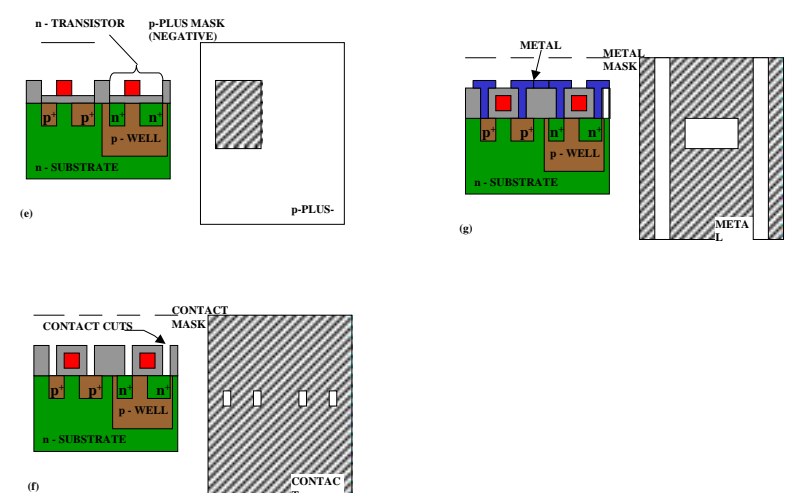 n - TRANSISTOR
p-PLUS MASK
(NEGATIVE)
p+ p+ n+ n+
p - WELL
n - SUBSTRATE
p-PLUS-
(e)
METAL
METAL
MASK
p+ p+ n+ n+
p - WELL
n - SUBSTRATE
META
L
(g)
CONTACT
MASK
CONTACT CUTS
p+ p+ n+ n+
p - WELL
n - SUBSTRATE
CONTAC
(f)